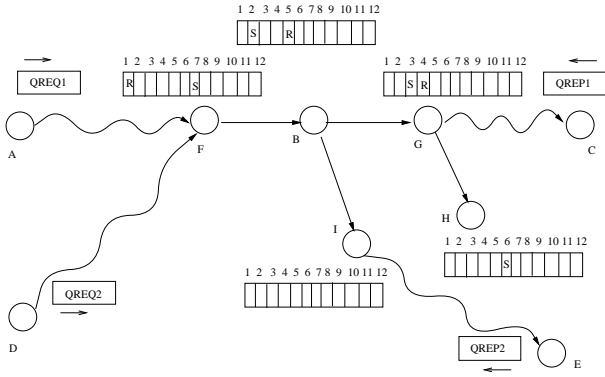 1 2 3 4 5 6 7 8 9 10 11 12
S R
QREQ1
1 2 3 4 5 6 7 8 9 10 11 12
R S
1 2 3 4 5 6 7 8 9 10 11 12
S R
QREP1
A
F
B
G
C
I
H
1 2 3 4 5 6 7 8 9 10 11 12
S
1 2 3 4 5 6 7 8 9 10 11 12
QREQ2
D
QREP2
E